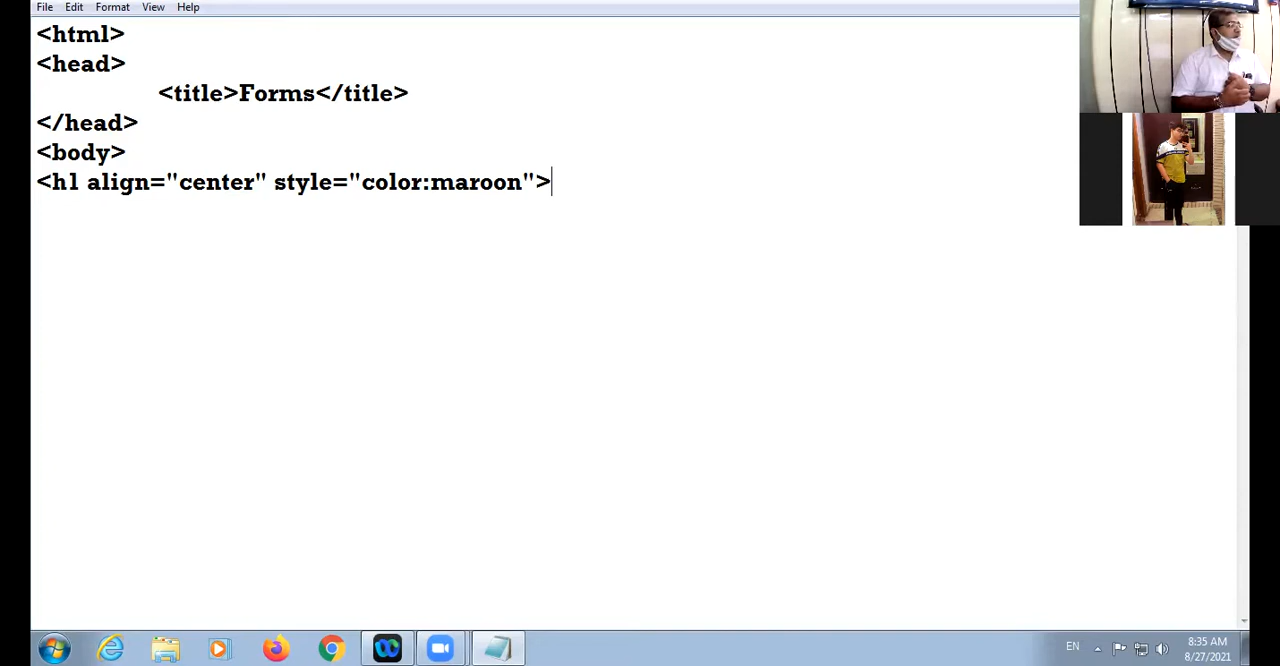 File Edit Format View Help
<html>
<head>
<title>Forms</title>
</head>
<body>
<h1 align="center" style="color:maroon">
EN
8:35 AM
8/27/2021